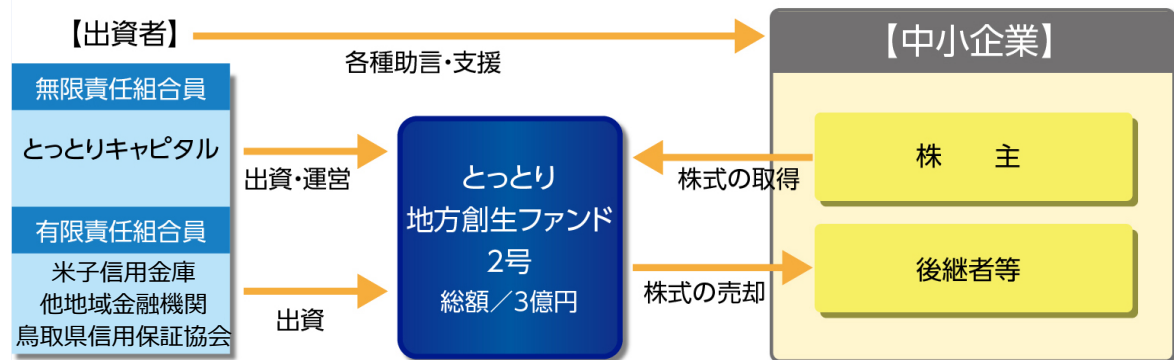 【出資者】
各種助言・支援
【中小企業】
無限責任組合員
とっとりキャピタル
出資・運営
有限責任組合員
米子信用金庫
他地域金融機関
鳥取県信用保証協会
出資
とっとり
地方創生ファンド
2号
総額／3億円
株式の取得
株主
株式の売却
後継者等